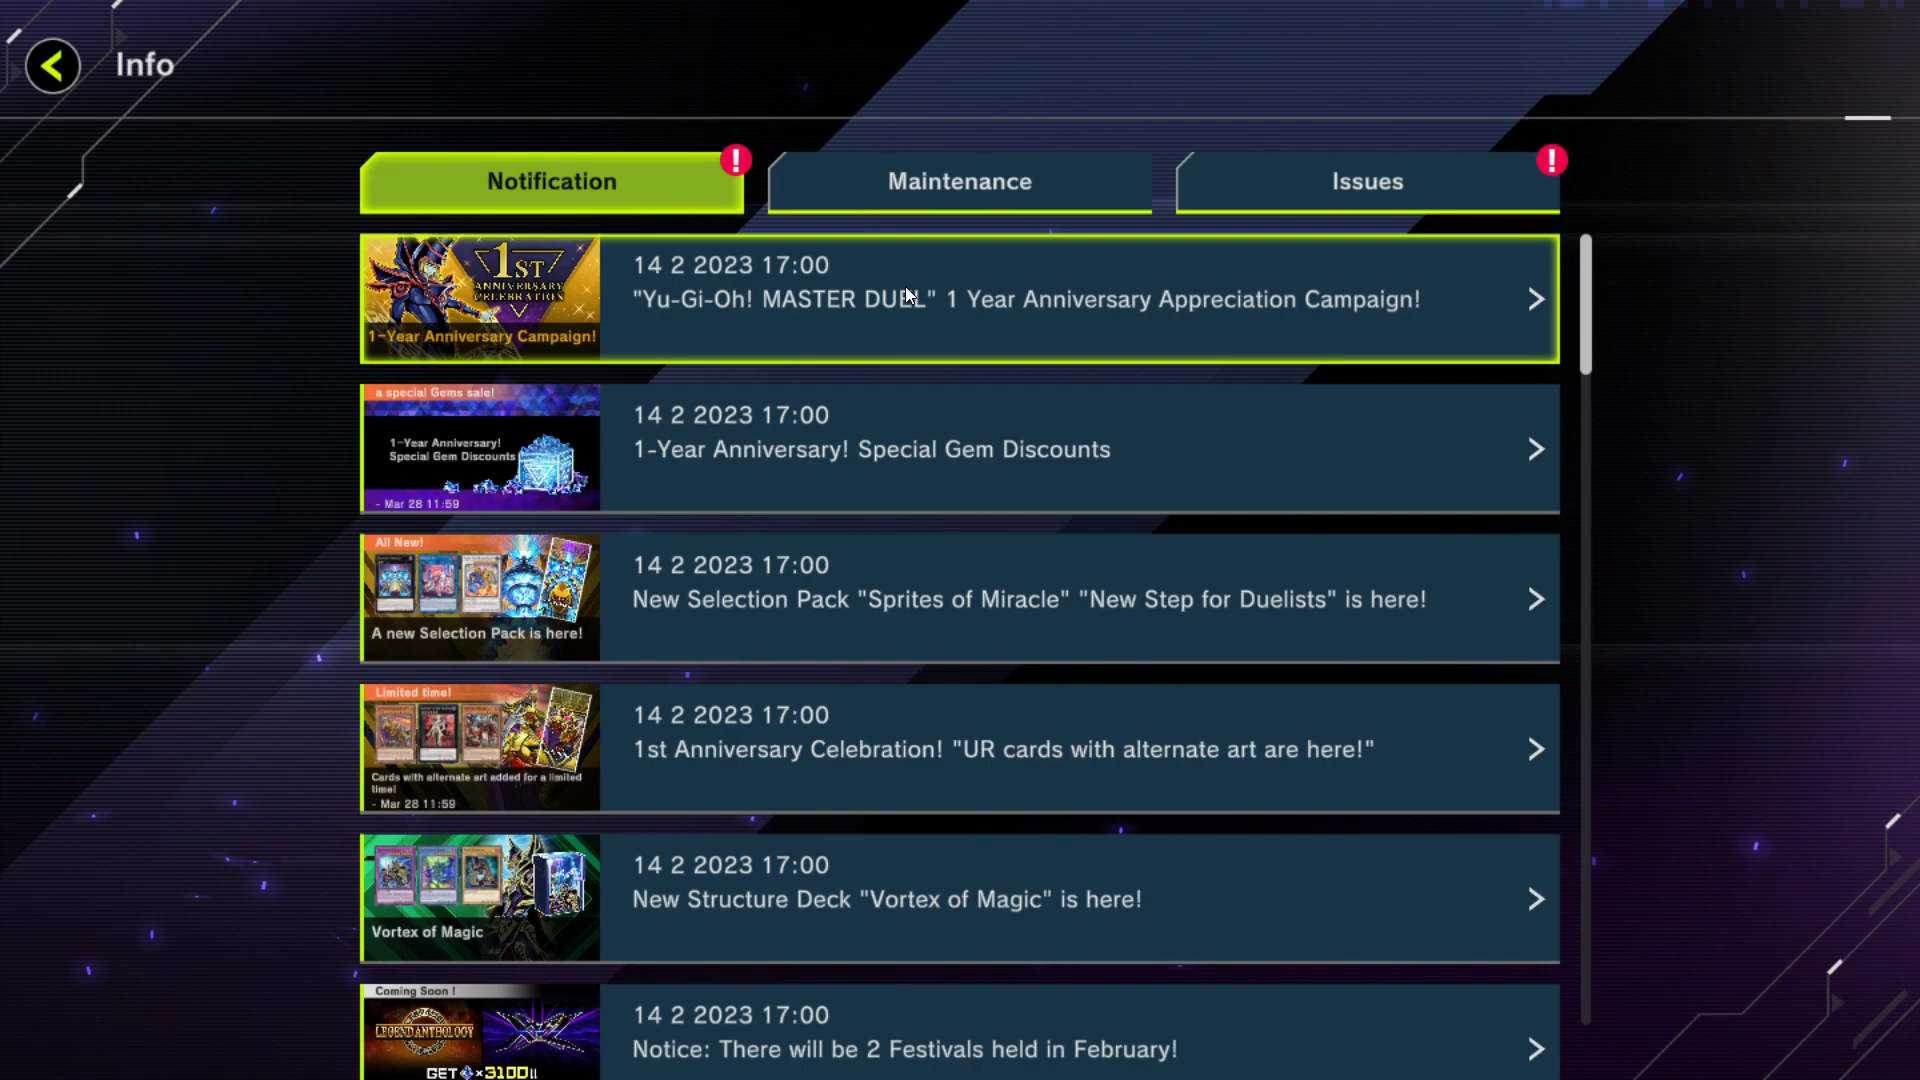 Info
Notification
!
Maintenance
Issues
!
1ST
ANNIVERSARY
CELEBRATION
1-Year Anniversary Campaign!
14 2 2023 17:00
"Yu-Gi-Oh! MASTER DUEL" 1 Year Anniversary Appreciation Campaign!
a special Gems sale!
1-Year Anniversary!
Special Gem Discounts
- Mar 28 11:59
14 2 2023 17:00
1-Year Anniversary! Special Gem Discounts
All New!
A new Selection Pack is here!
14 2 2023 17:00
New Selection Pack "Sprites of Miracle" "New Step for Duelists" is here!
Limited time!
Cards with alternate art added for a limited
time!
- Mar 28 11:59
14 2 2023 17:00
1st Anniversary Celebration! "UR cards with alternate art are here!"
Vortex of Magic
14 2 2023 17:00
New Structure Deck "Vortex of Magic" is here!
Coming Soon !
LEGEND ANTHOLOGY
GET ×3100
14 2 2023 17:00
Notice: There will be 2 Festivals held in February!